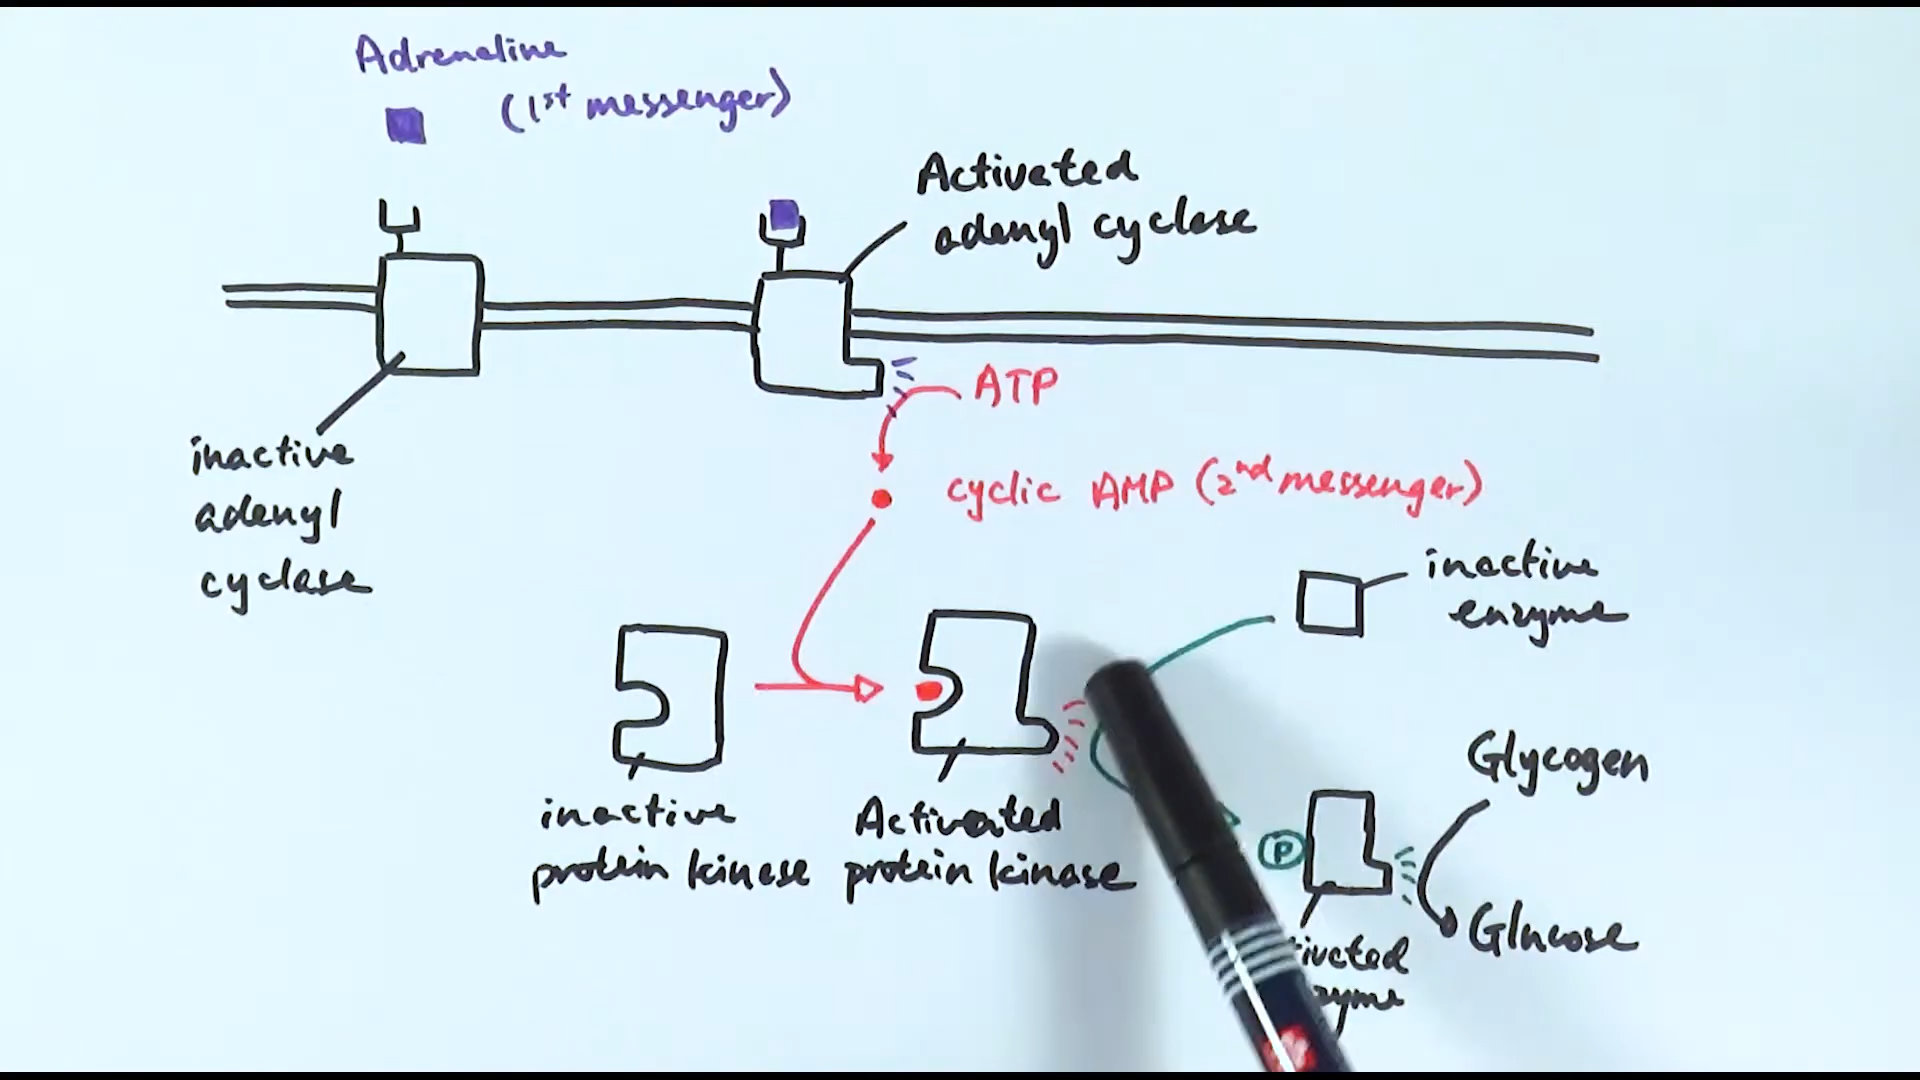 Adrenaline
(1st messenger)
Activated
adenyl cyclase
inactive
adenyl
cyclase
ATP
cyclic AMP (2nd messenger)
inactive
enzyme
inactive
protein kinase
Activated
protein kinase
P
Glycogen
Glucose